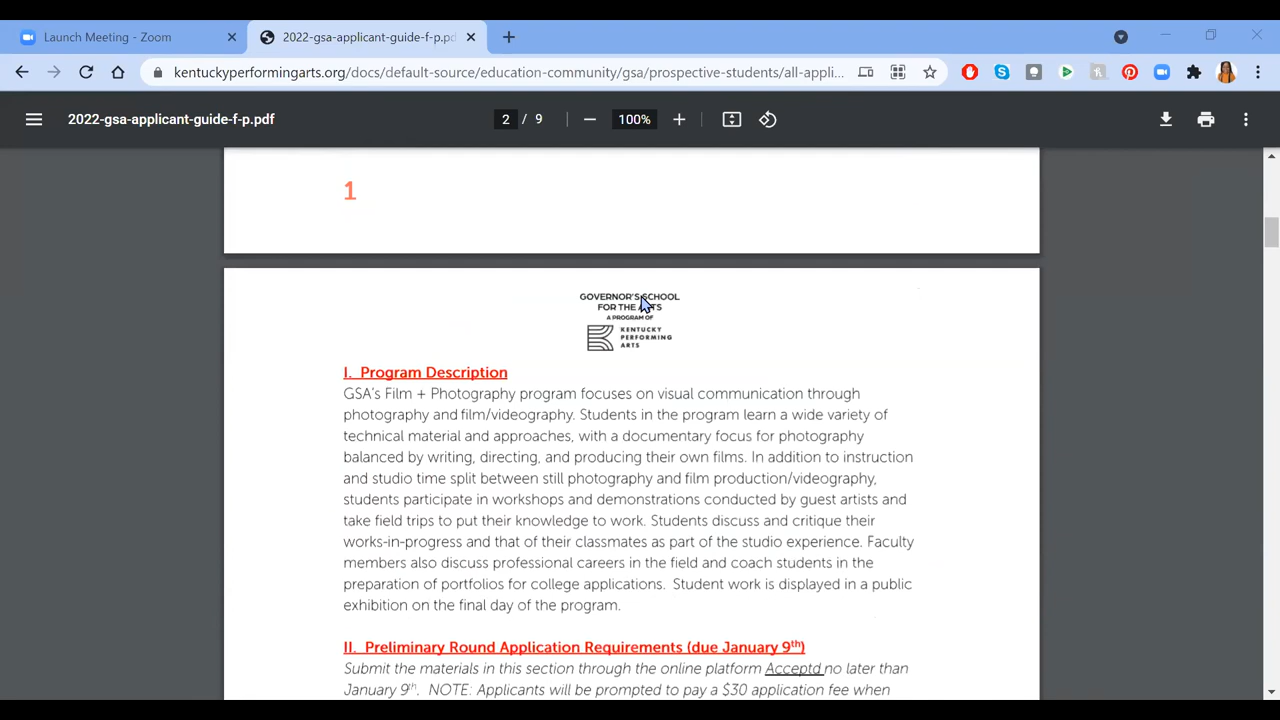 Launch Meeting - Zoom
2022-gsa-applicant-guide-f-p.pd
kentuckyperformingarts.org/docs/default-source/education-community/gsa/prospective-students/all-appli...
2022-gsa-applicant-guide-f-p.pdf
2 / 9
100%
1
GOVERNOR'S SCHOOL
FOR THE ARTS
A PROGRAM OF
KENTUCKY
PERFORMING
ARTS
I. Program Description
GSA's Film + Photography program focuses on visual communication through
photography and film/videography. Students in the program learn a wide variety of
technical material and approaches, with a documentary focus for photography
balanced by writing, directing, and producing their own films. In addition to instruction
and studio time split between still photography and film production/videography,
students participate in workshops and demonstrations conducted by guest artists and
take field trips to put their knowledge to work. Students discuss and critique their
works-in-progress and that of their classmates as part of the studio experience. Faculty
members also discuss professional careers in the field and coach students in the
preparation of portfolios for college applications. Student work is displayed in a public
exhibition on the final day of the program.
II. Preliminary Round Application Requirements (due January 9th)
Submit the materials in this section through the online platform Acceptd no later than
January 9th. NOTE: Applicants will be prompted to pay a $30 application fee when